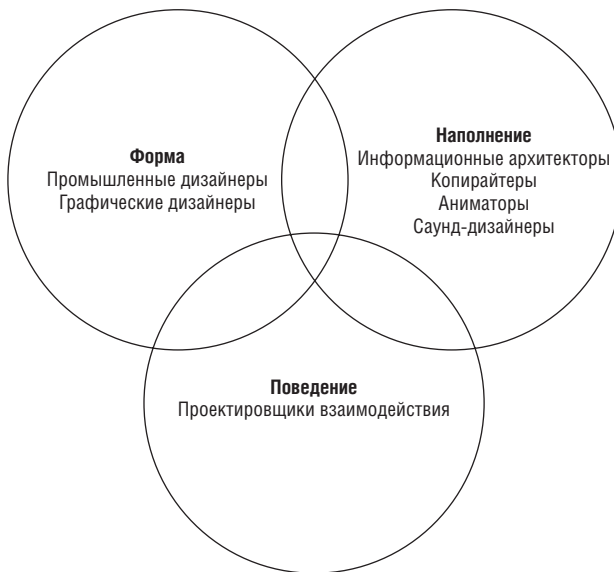 Форма
Промышленные дизайнеры
Графические дизайнеры
Наполнение
Информационные архитекторы
Копирайтеры
Аниматоры
Саунд-дизайнеры
Поведение
Проектировщики взаимодействия